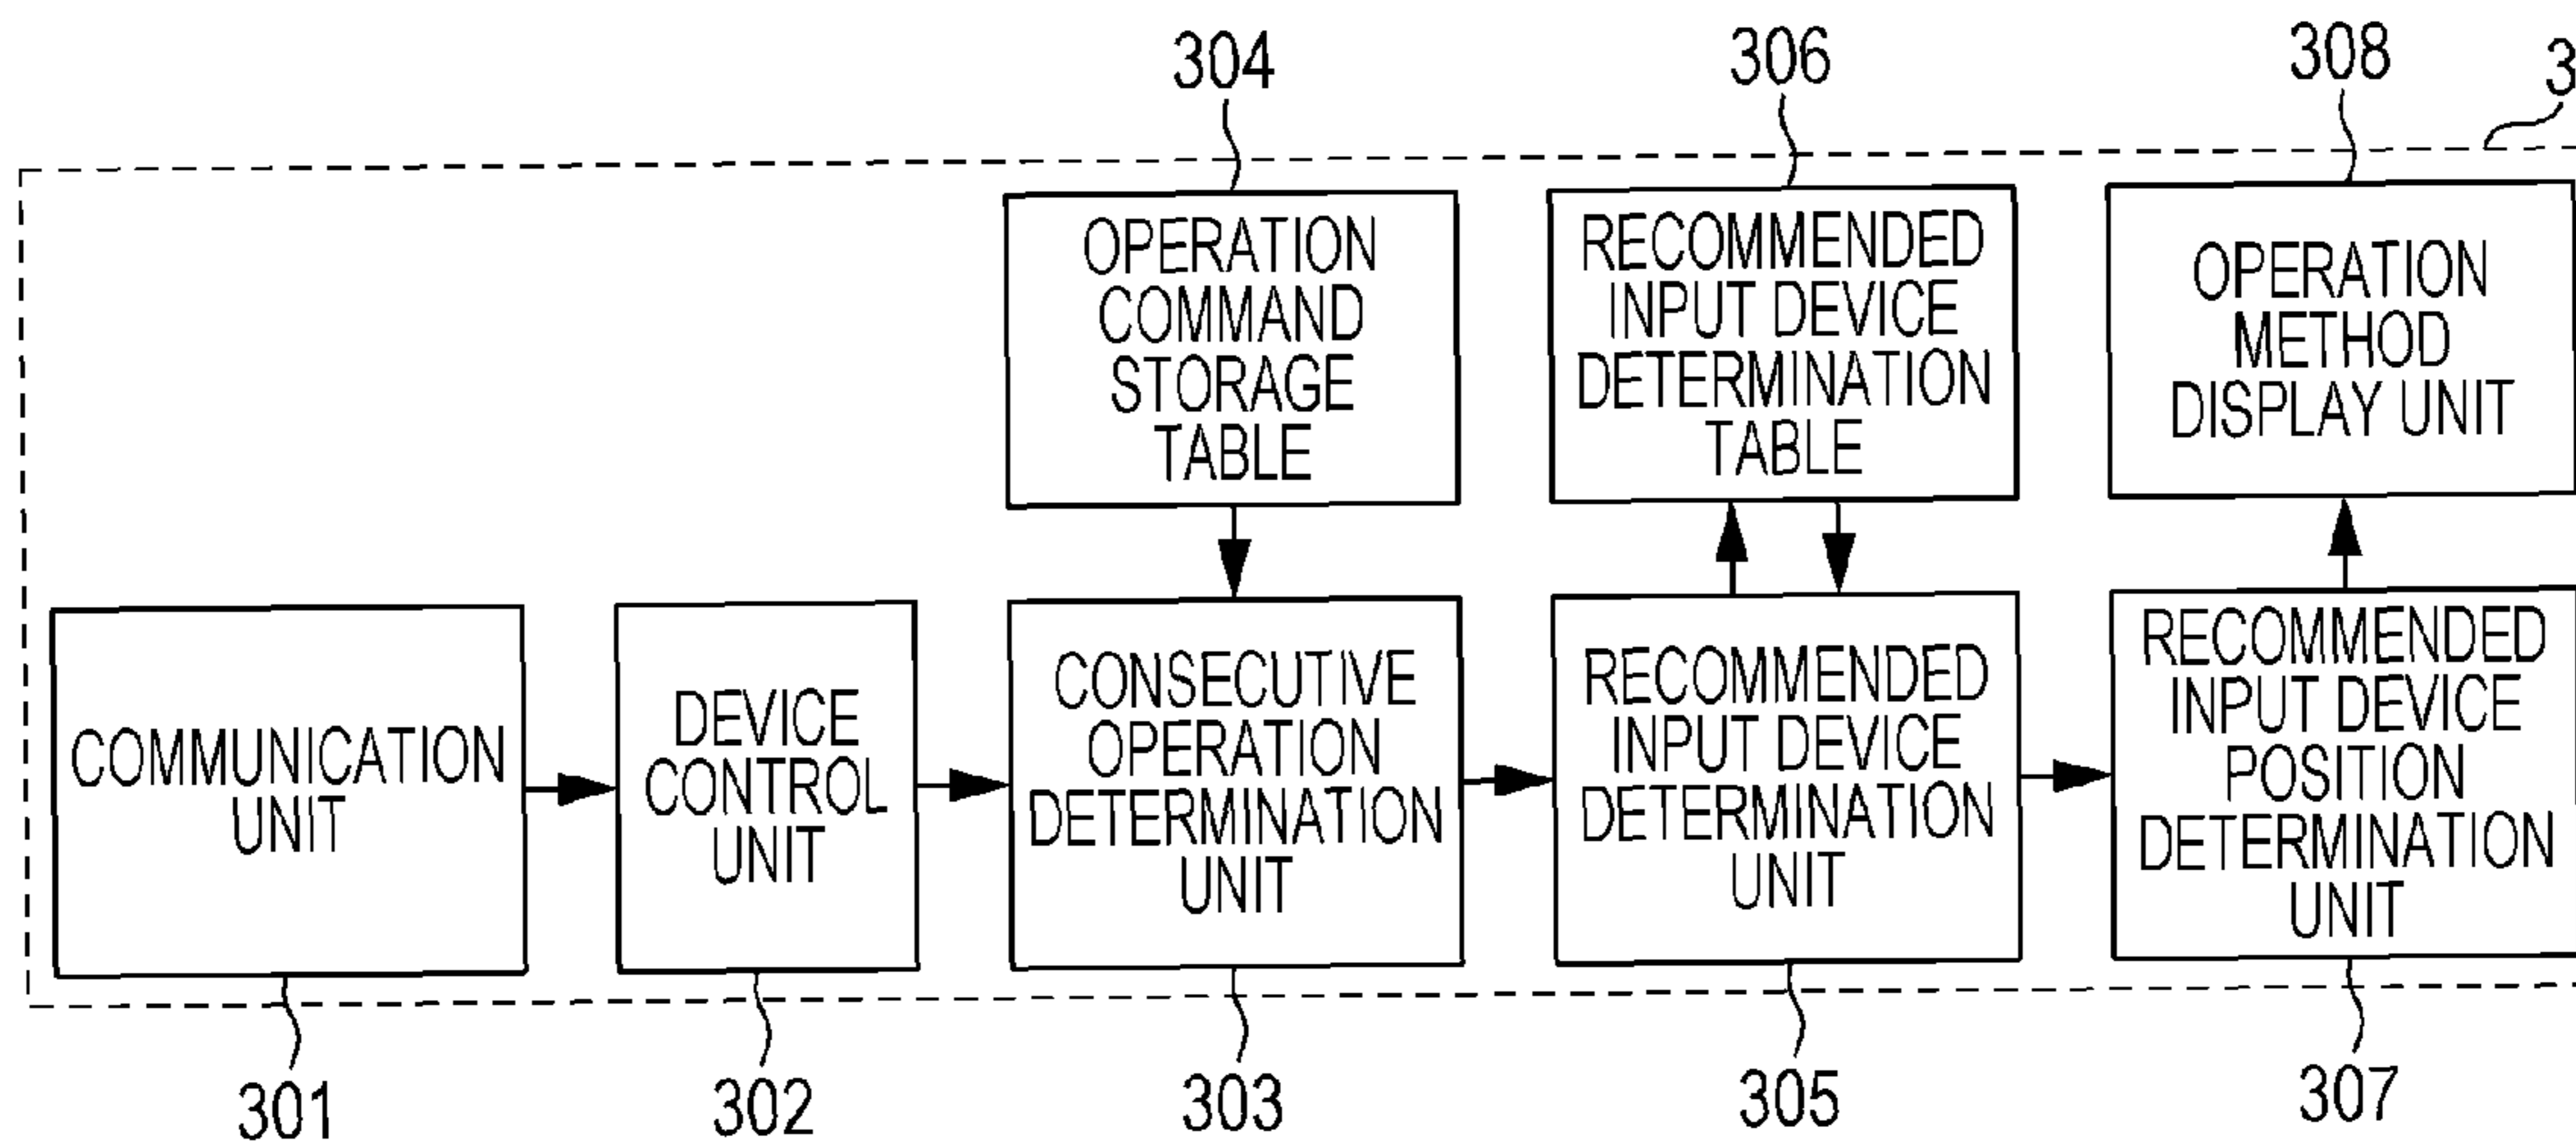 304
306
308
3
OPERATION
COMMAND
STORAGE
TABLE
RECOMMENDED
INPUT DEVICE
DETERMINATION
TABLE
OPERATION
METHOD
DISPLAY UNIT
COMMUNICATION
UNIT
DEVICE
CONTROL
UNIT
CONSECUTIVE
OPERATION
DETERMINATION
UNIT
RECOMMENDED
INPUT DEVICE
DETERMINATION
UNIT
RECOMMENDED
INPUT DEVICE
POSITION
DETERMINATION
UNIT
301
302
303
305
307